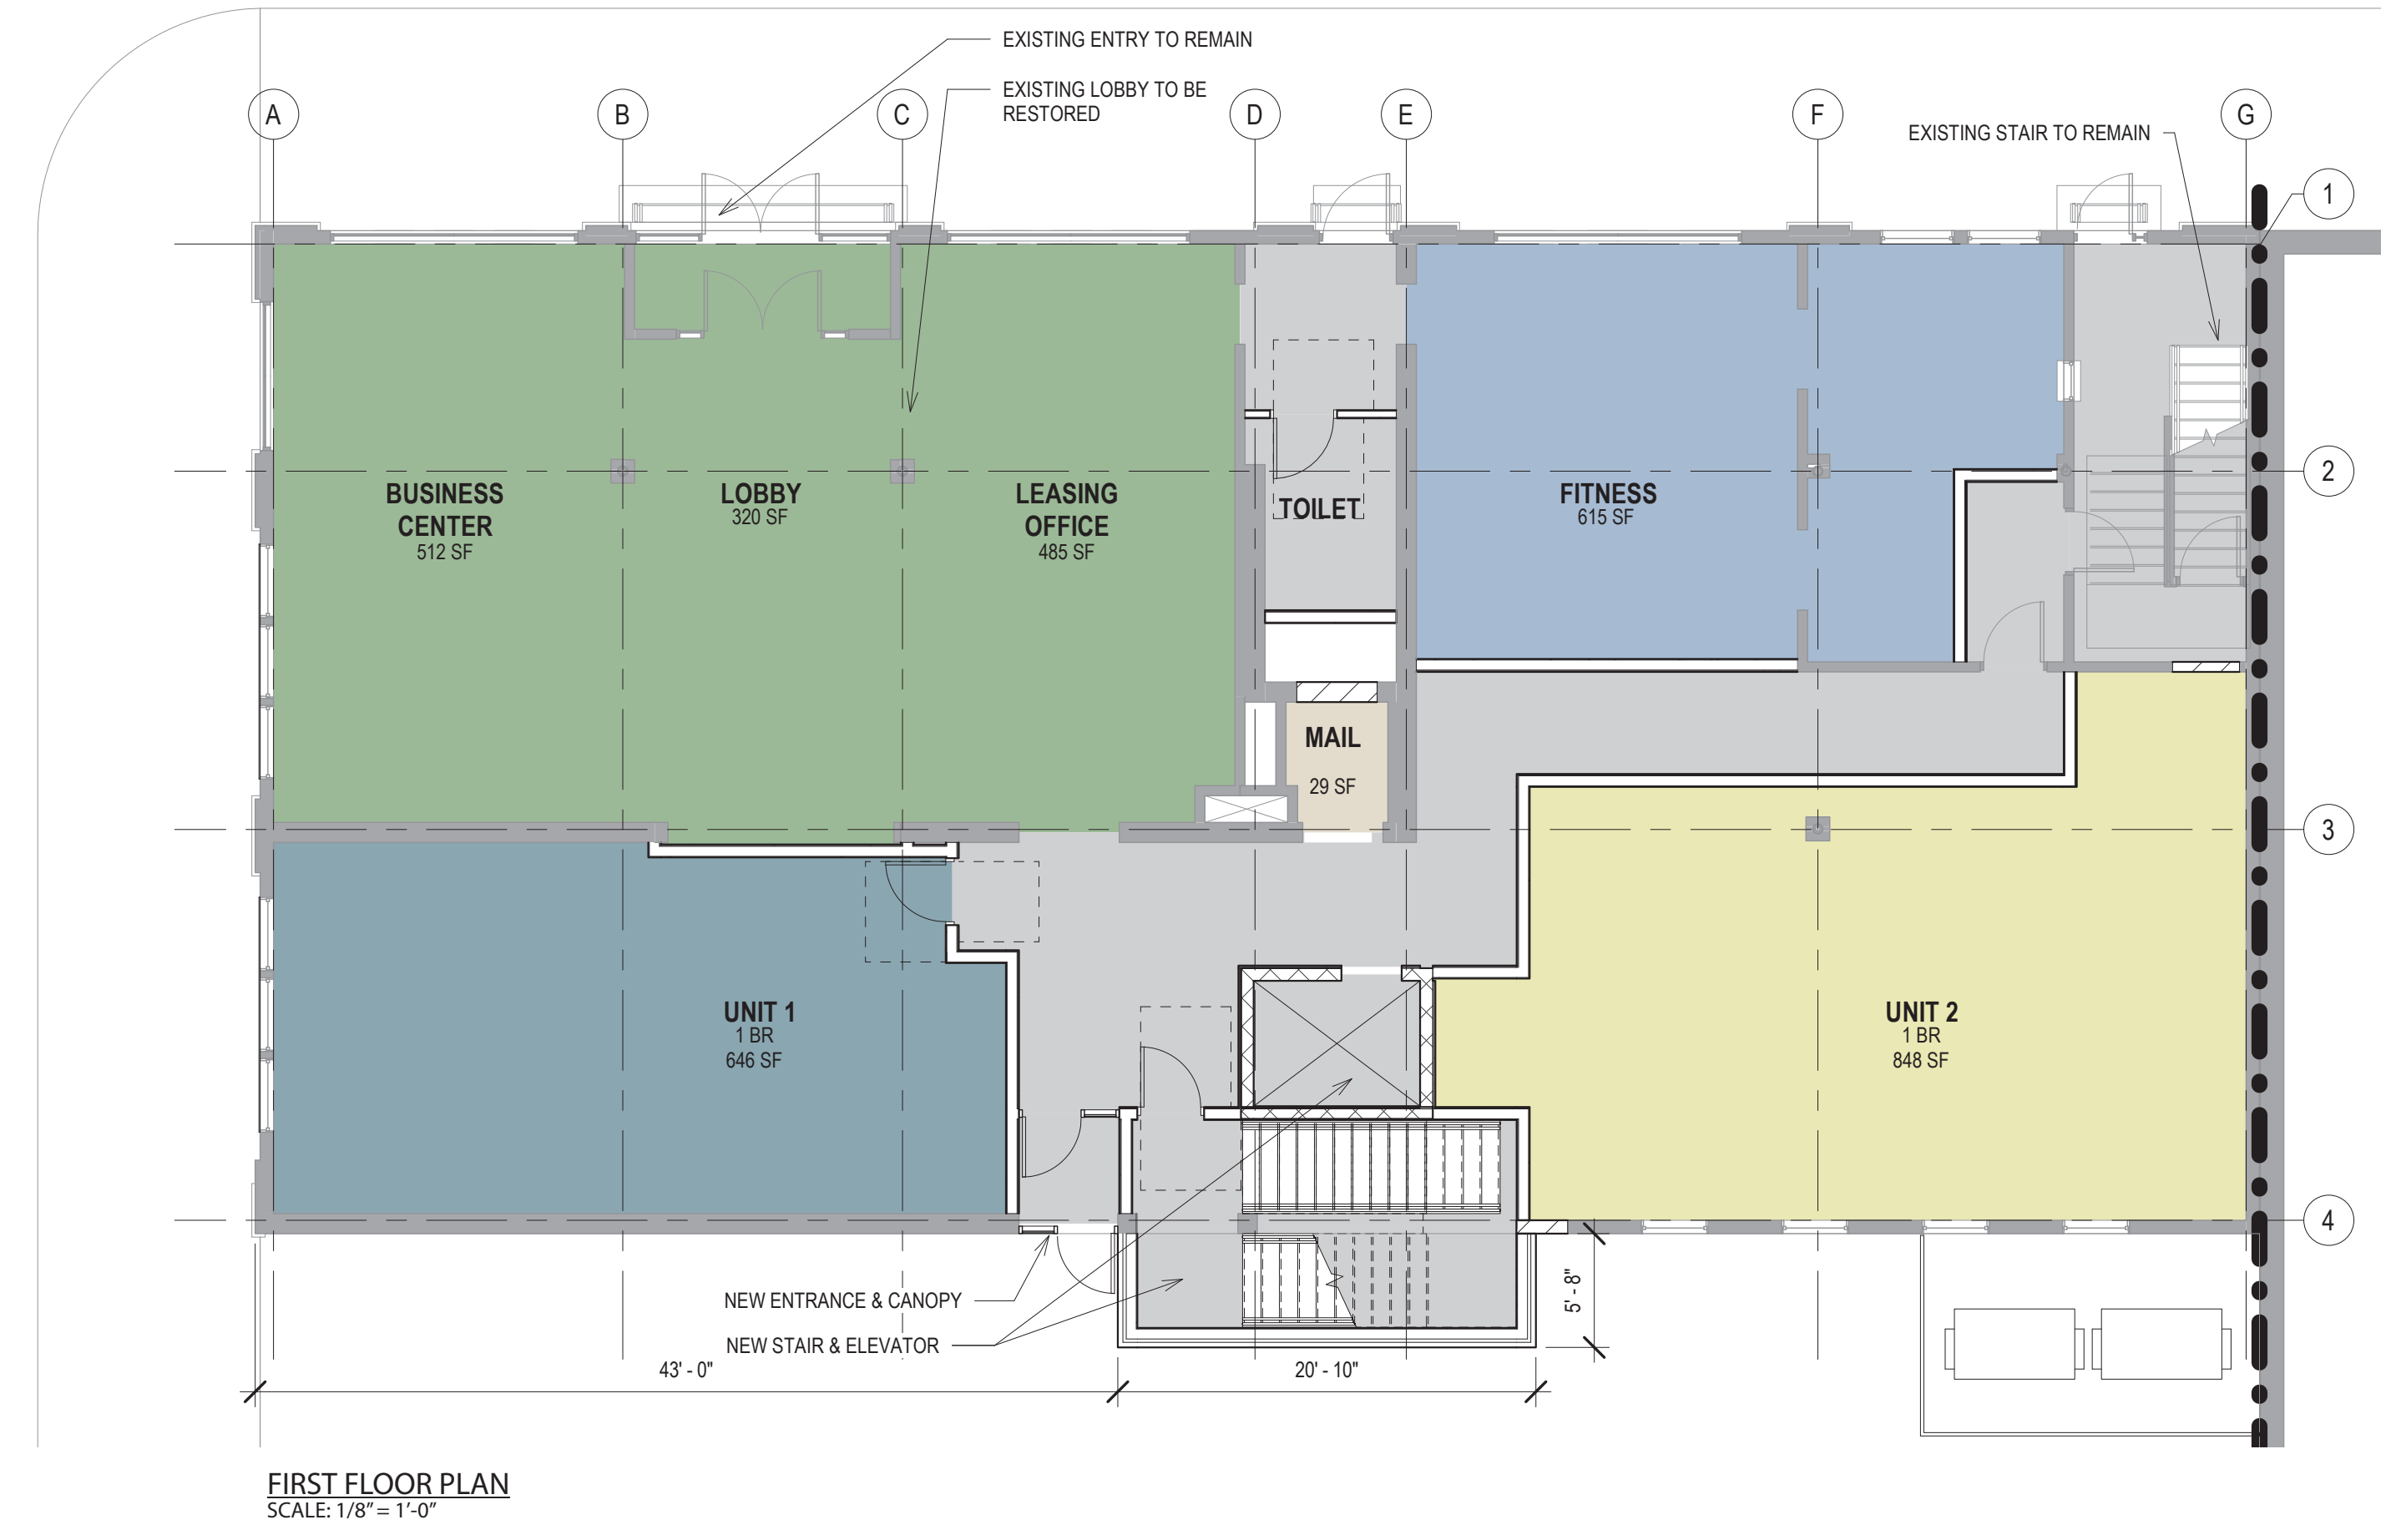 EXISTING ENTRY TO REMAIN
EXISTING LOBBY TO BE
RESTORED
A
B
C
D
E
F
G
EXISTING STAIR TO REMAIN
1
2
3
4
BUSINESS
CENTER
512 SF
LOBBY
320 SF
LEASING
OFFICE
485 SF
TOILET
FITNESS
615 SF
MAIL
29 SF
UNIT 1
1 BR
646 SF
UNIT 2
1 BR
848 SF
NEW ENTRANCE & CANOPY
NEW STAIR & ELEVATOR
5' - 8"
43' - 0"
20' - 10"
FIRST FLOOR PLAN
SCALE: 1/8" = 1'-0"